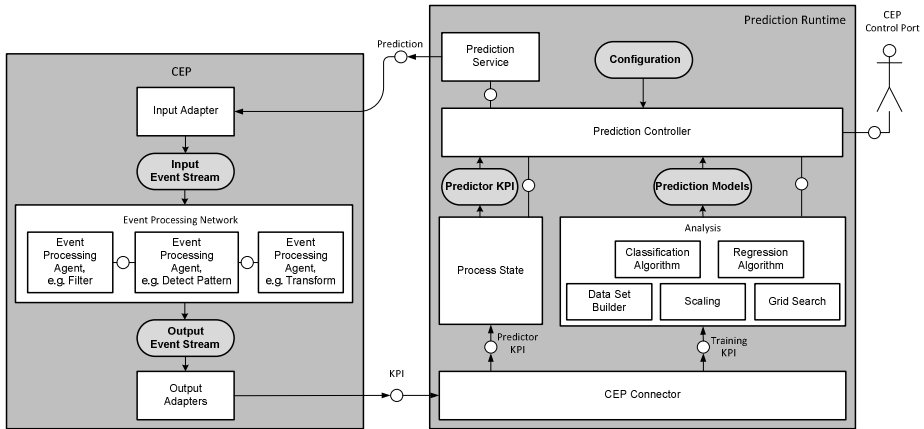 Prediction Runtime
CEP
Control Port
Prediction
Prediction
Service
Configuration
CEP
Input Adapter
Prediction Controller
Input
Event Stream
Predictor KPI
Prediction Models
Event Processing Network
Event
Processing
Agent,
e.g. Filter
Event
Processing
Agent,
e.g. Detect Pattern
Event
Processing
Agent,
e.g. Transform
Process State
Analysis
Classification
Algorithm
Regression
Algorithm
Data Set
Builder
Scaling
Grid Search
Output
Event Stream
Predictor
KPI
Training
KPI
Output
Adapters
KPI
CEP Connector